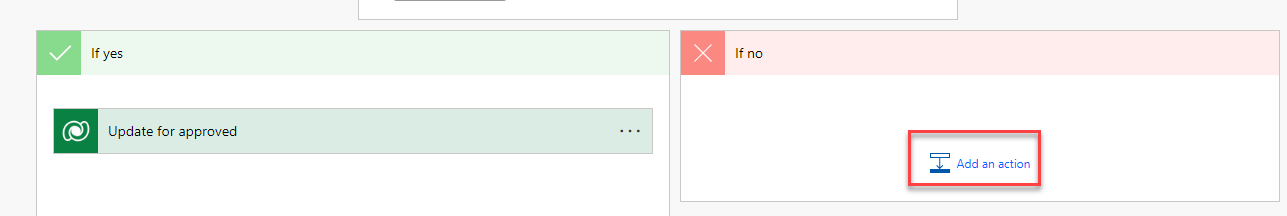 If yes
If no
Update for approved
Add an action